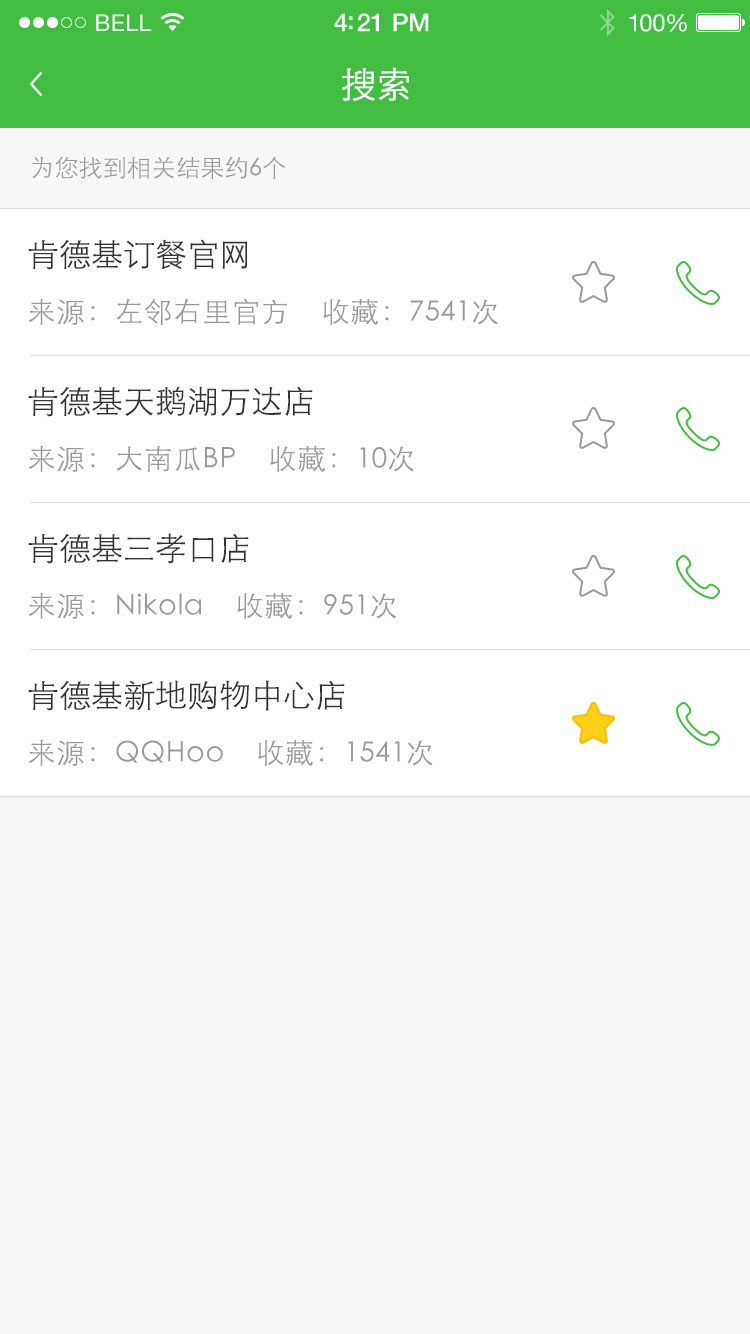 BELL 4:21 PM 100%
搜索
为您找到相关结果约6个
肯德基订餐官网
来源：左邻右里官方 收藏：7541次
肯德基天鹅湖万达店
来源：大南瓜BP 收藏：10次
肯德基三孝口店
来源：Nikola 收藏：951次
肯德基新地购物中心店
来源：QQHoo 收藏：1541次